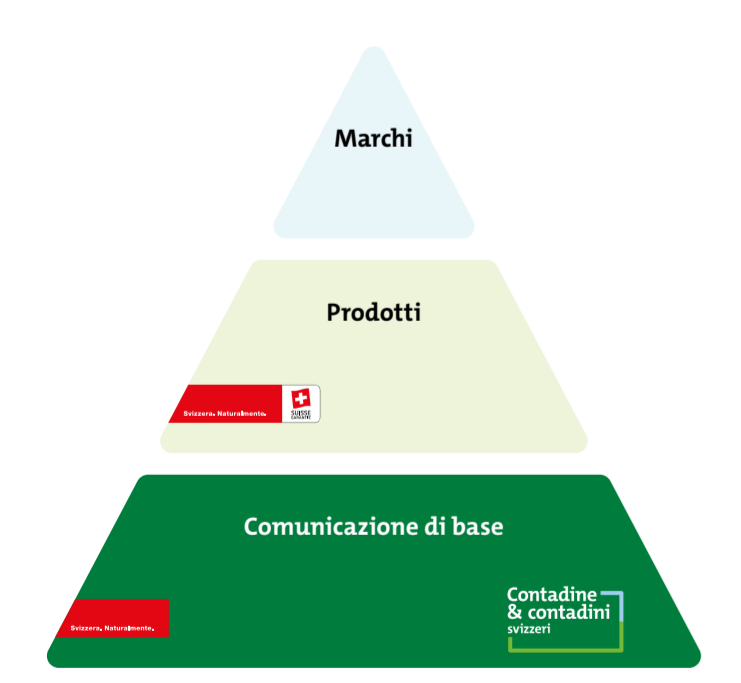 Marchi
Prodotti
Svizzera. Naturalmente.
SUISSE
GARANTIE
Comunicazione di base
Contadine
& contadini
svizzeri
Svizzera. Naturalmente.